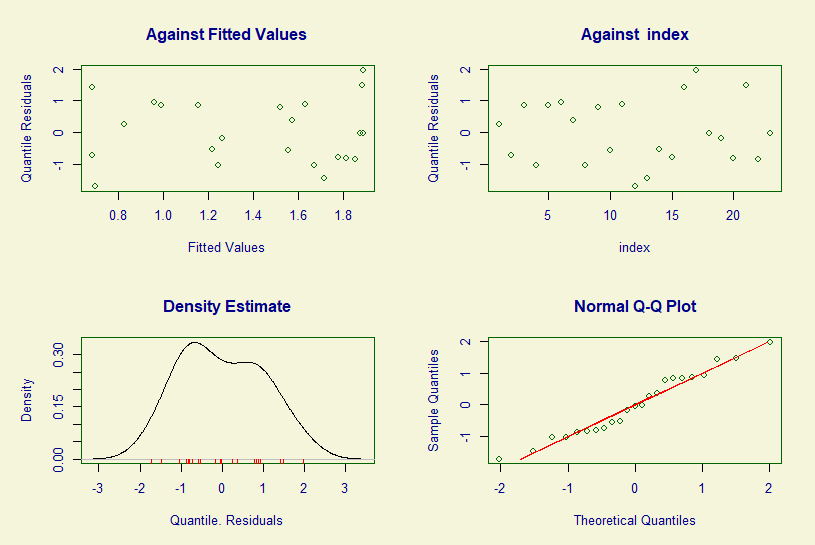 Against Fitted Values
Quantile Residuals
2
1
0
-1
0.8 1.0 1.2 1.4 1.6 1.8
Fitted Values
Against index
Quantile Residuals
2
1
0
-1
5 10 15 20
index
Density Estimate
Density
0.30
0.15
0.00
-3 -2 -1 0 1 2 3
Quantile. Residuals
Normal Q-Q Plot
Sample Quantiles
2
1
0
-1
-2 -1 0 1 2
Theoretical Quantiles